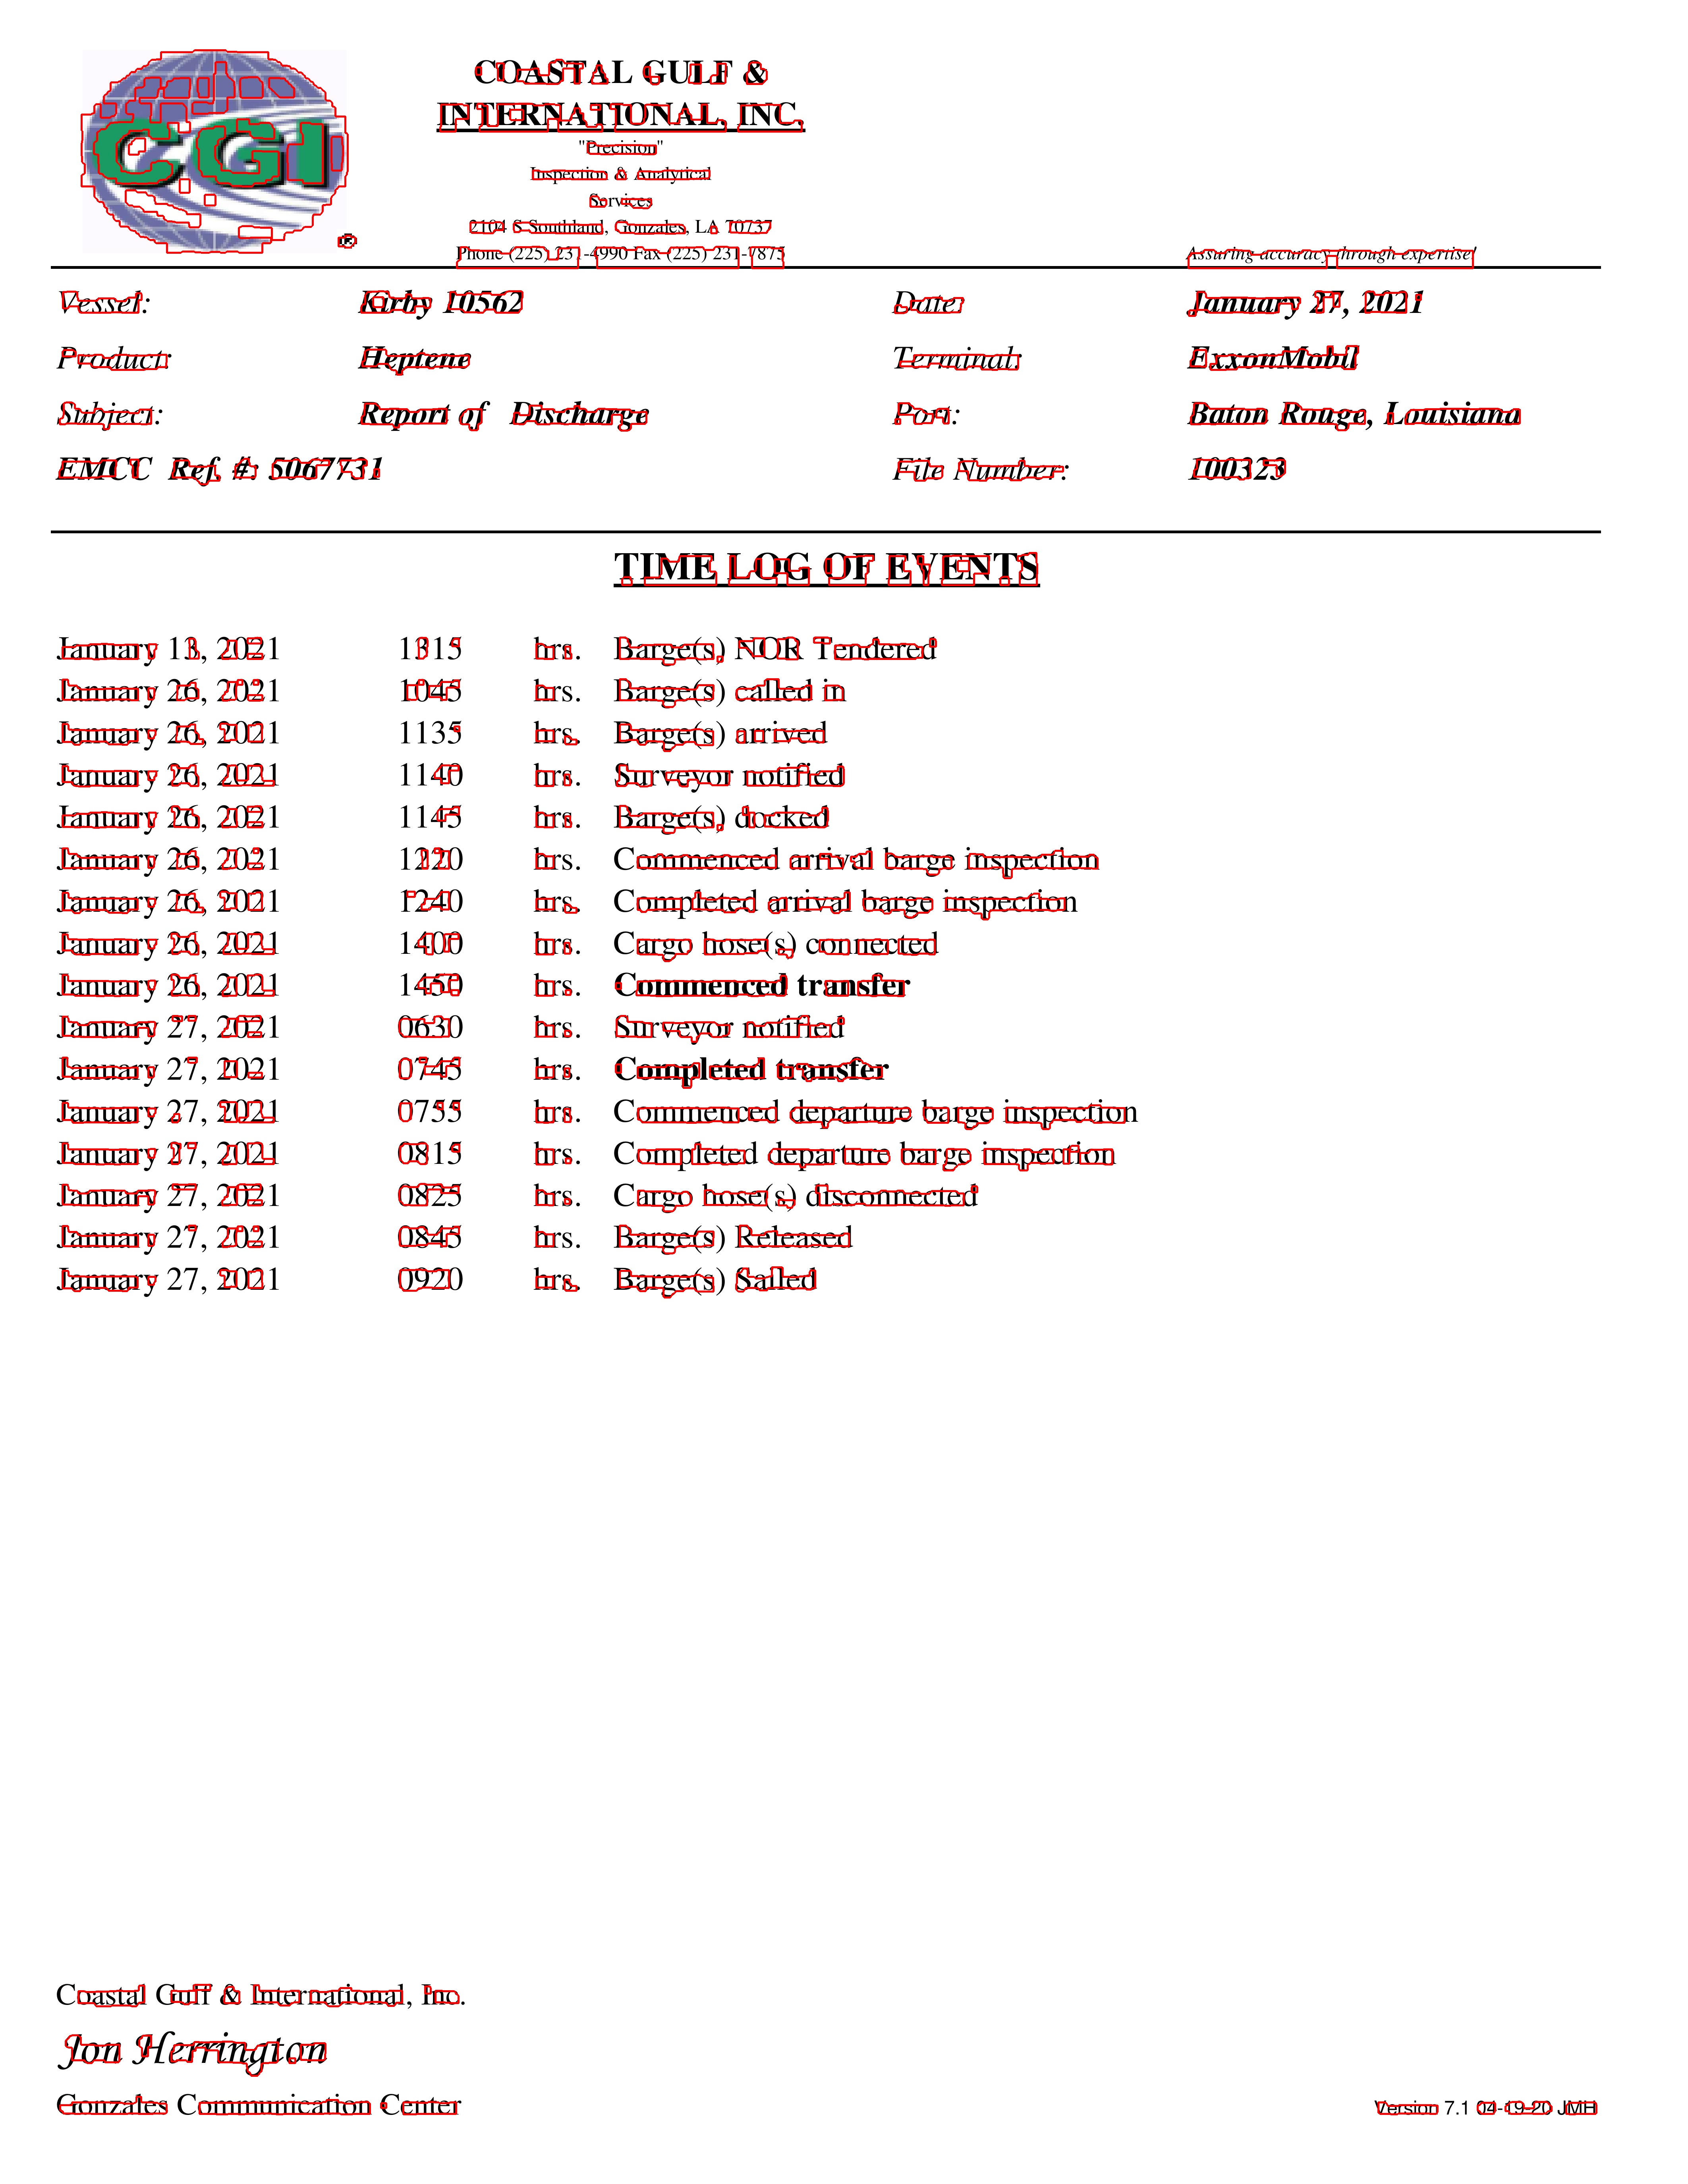 CGI ®
COASTAL GULF &
INTERNATIONAL, INC.
"Precision"
Inspection & Analytical
Services
2104 S Southland, Gonzales, LA 70737
Phone (225) 231-4990 Fax (225) 231-7875
Assuring accuracy through expertise!
Vessel: Kirby 10562 Date: January 27, 2021
Product: Heptene Terminal: ExxonMobil
Subject: Report of Discharge Port: Baton Rouge, Louisiana
EMCC Ref. #: 5067731 File Number: 100323
TIME LOG OF EVENTS
January 13, 2021 1315 hrs. Barge(s) NOR Tendered
January 26, 2021 1045 hrs. Barge(s) called in
January 26, 2021 1135 hrs. Barge(s) arrived
January 26, 2021 1140 hrs. Surveyor notified
January 26, 2021 1145 hrs. Barge(s) docked
January 26, 2021 1220 hrs. Commenced arrival barge inspection
January 26, 2021 1240 hrs. Completed arrival barge inspection
January 26, 2021 1400 hrs. Cargo hose(s) connected
January 26, 2021 1450 hrs. Commenced transfer
January 27, 2021 0630 hrs. Surveyor notified
January 27, 2021 0745 hrs. Completed transfer
January 27, 2021 0755 hrs. Commenced departure barge inspection
January 27, 2021 0815 hrs. Completed departure barge inspection
January 27, 2021 0825 hrs. Cargo hose(s) disconnected
January 27, 2021 0845 hrs. Barge(s) Released
January 27, 2021 0920 hrs. Barge(s) Sailed
Coastal Gulf & International, Inc.
Jon Herrington
Gonzales Communication Center
Version 7.1 04-19-20 JMH